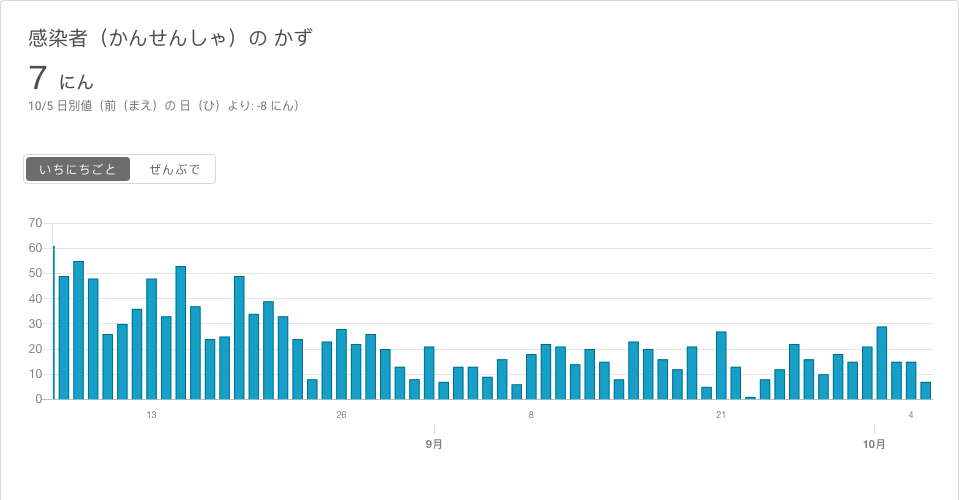 感染者（かんせんしゃ）の かず
7 にん
10/5 日別値（前（まえ）の 日（ひ）より: -8 にん）
いちにちごと ぜんぶで
70
60
50
40
30
20
10
0
13 26 8 21 4
9月 10月